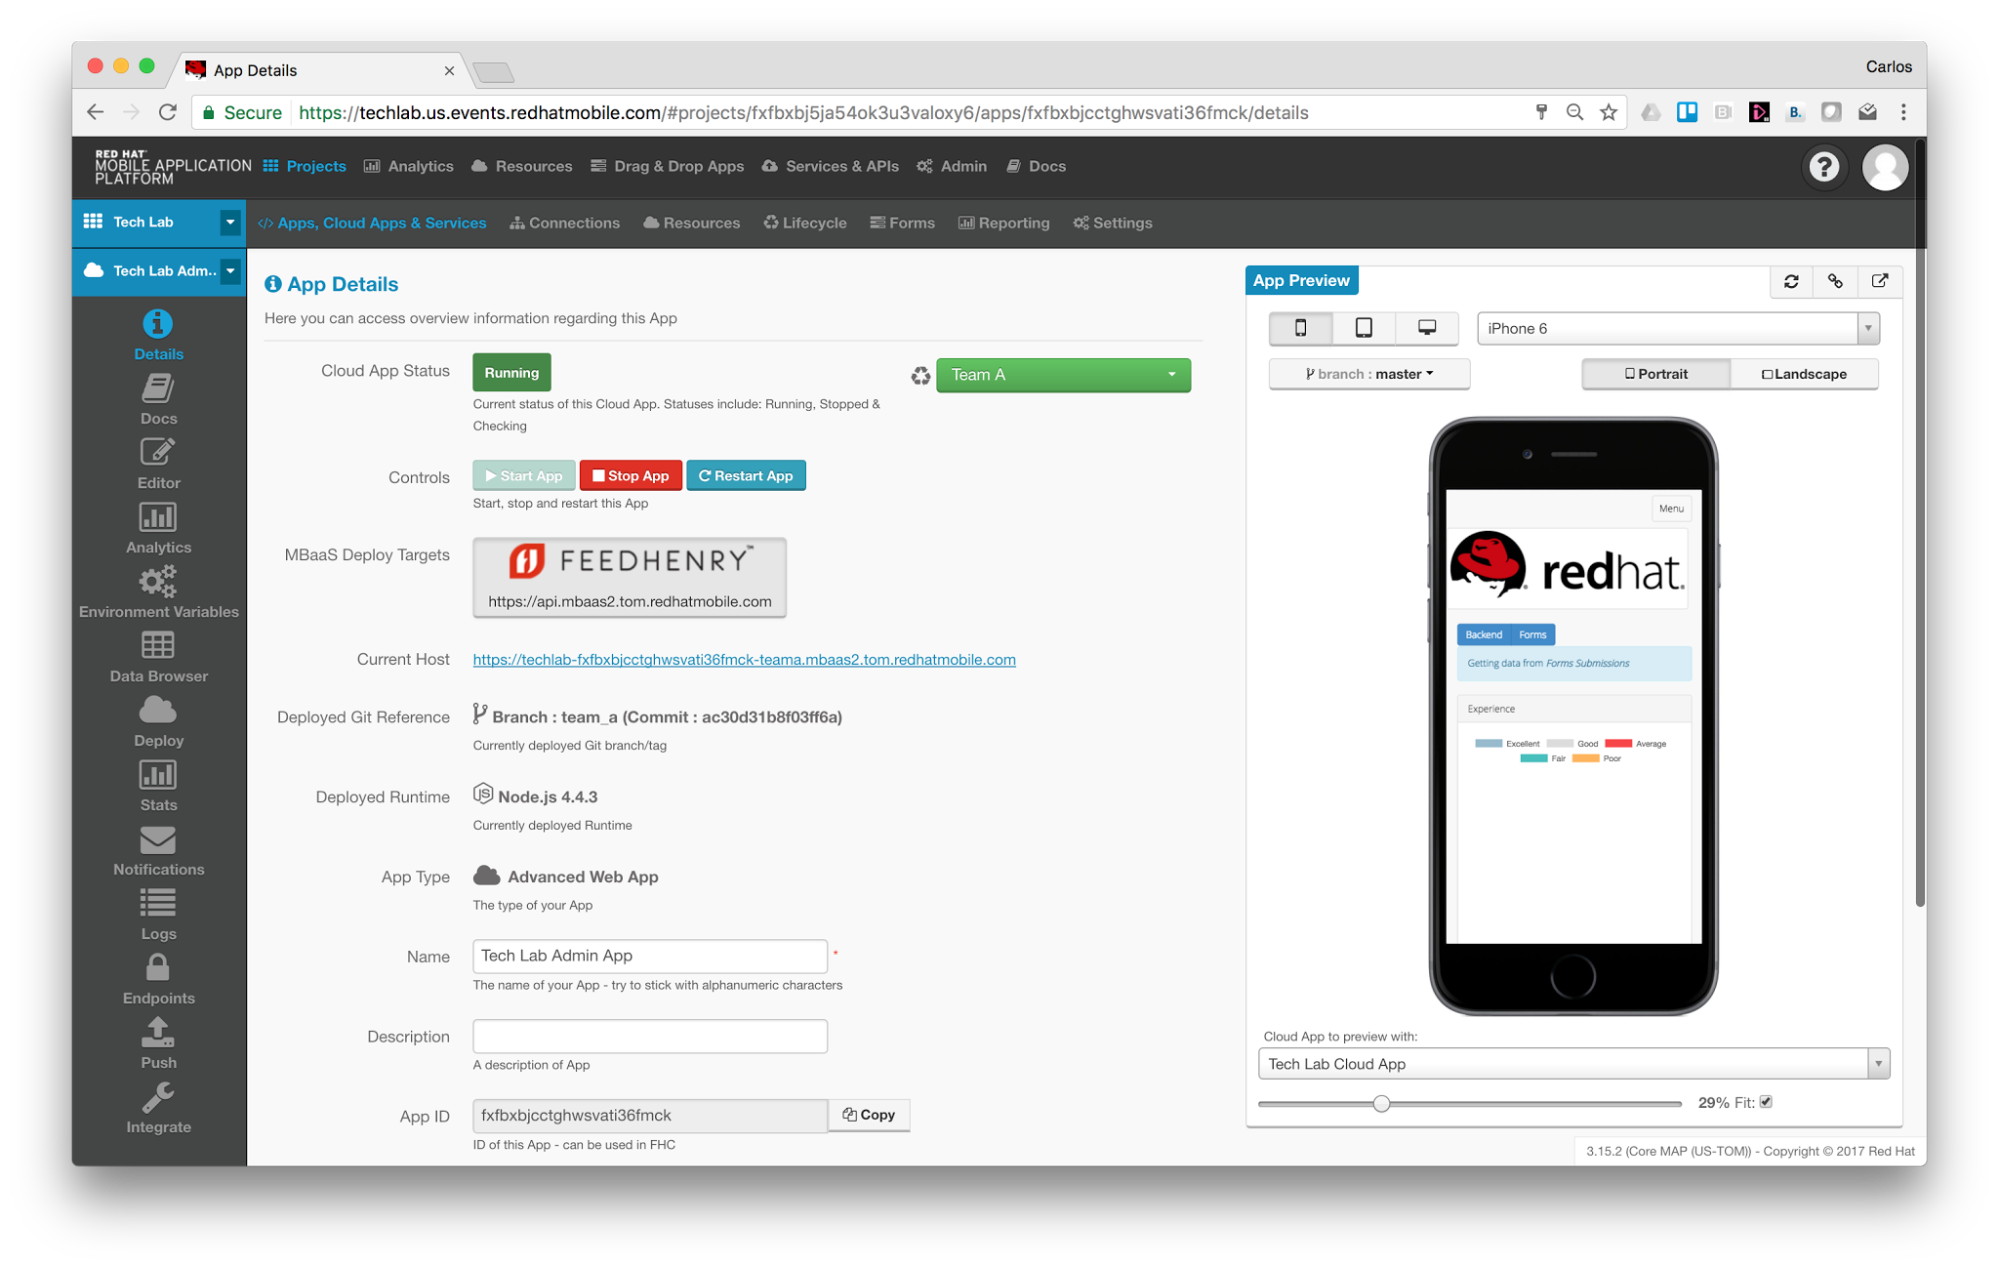 App Details
Carlos
Secure https://techlab.us.events.redhatmobile.com/#projects/fxfbxbj5ja54ok3u3valoxy6/apps/fxfbxbjcctghwsvati36fmck/details
RED HAT
MOBILE APPLICATION
PLATFORM
Projects Analytics Resources Drag & Drop Apps Services & APIs Admin Docs
Tech Lab
Apps, Cloud Apps & Services Connections Resources Lifecycle Forms Reporting Settings
Tech Lab Adm..
Details
Docs
Editor
Analytics
Environment Variables
Data Browser
Deploy
Stats
Notifications
Logs
Endpoints
Push
Integrate
App Details
Here you can access overview information regarding this App
Cloud App Status Running Team A
Current status of this Cloud App. Statuses include: Running, Stopped &
Checking
Controls Start App Stop App Restart App
Start, stop and restart this App
MBaaS Deploy Targets FEEDHENRY™
https://api.mbaas2.tom.redhatmobile.com
Current Host https://techlab-fxfbxbjcctghwsvati36fmck-teama.mbaas2.tom.redhatmobile.com
Deployed Git Reference Branch : team_a (Commit : ac30d31b8f03ff6a)
Currently deployed Git branch/tag
Deployed Runtime Node.js 4.4.3
Currently deployed Runtime
App Type Advanced Web App
The type of your App
Name Tech Lab Admin App *
The name of your App - try to stick with alphanumeric characters
Description
A description of App
App ID fxfbxbjcctghwsvati36fmck Copy
ID of this App - can be used in FHC
App Preview
iPhone 6
branch : master Portrait Landscape
Menu
redhat.
Backend Forms
Getting data from Forms Submissions
Experience
Excellent Good Average
Fair Poor
Cloud App to preview with:
Tech Lab Cloud App
29% Fit:
3.15.2 (Core MAP (US-TOM)) - Copyright © 2017 Red Hat